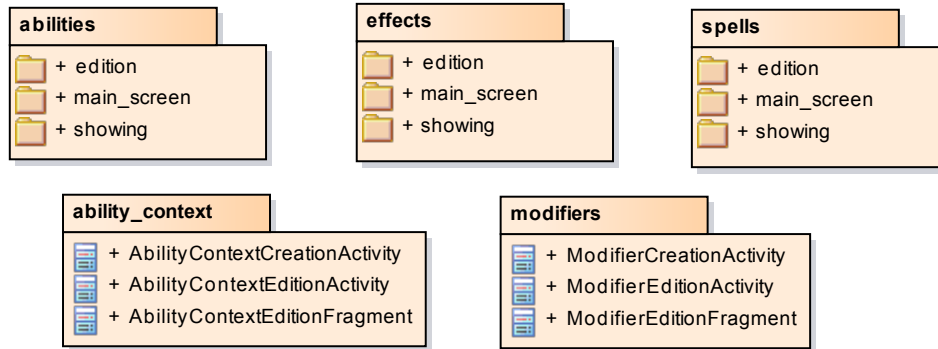 abilities
+ edition
+ main_screen
+ showing
effects
+ edition
+ main_screen
+ showing
spells
+ edition
+ main_screen
+ showing
ability_context
+ AbilityContextCreationActivity
+ AbilityContextEditionActivity
+ AbilityContextEditionFragment
modifiers
+ ModifierCreationActivity
+ ModifierEditionActivity
+ ModifierEditionFragment